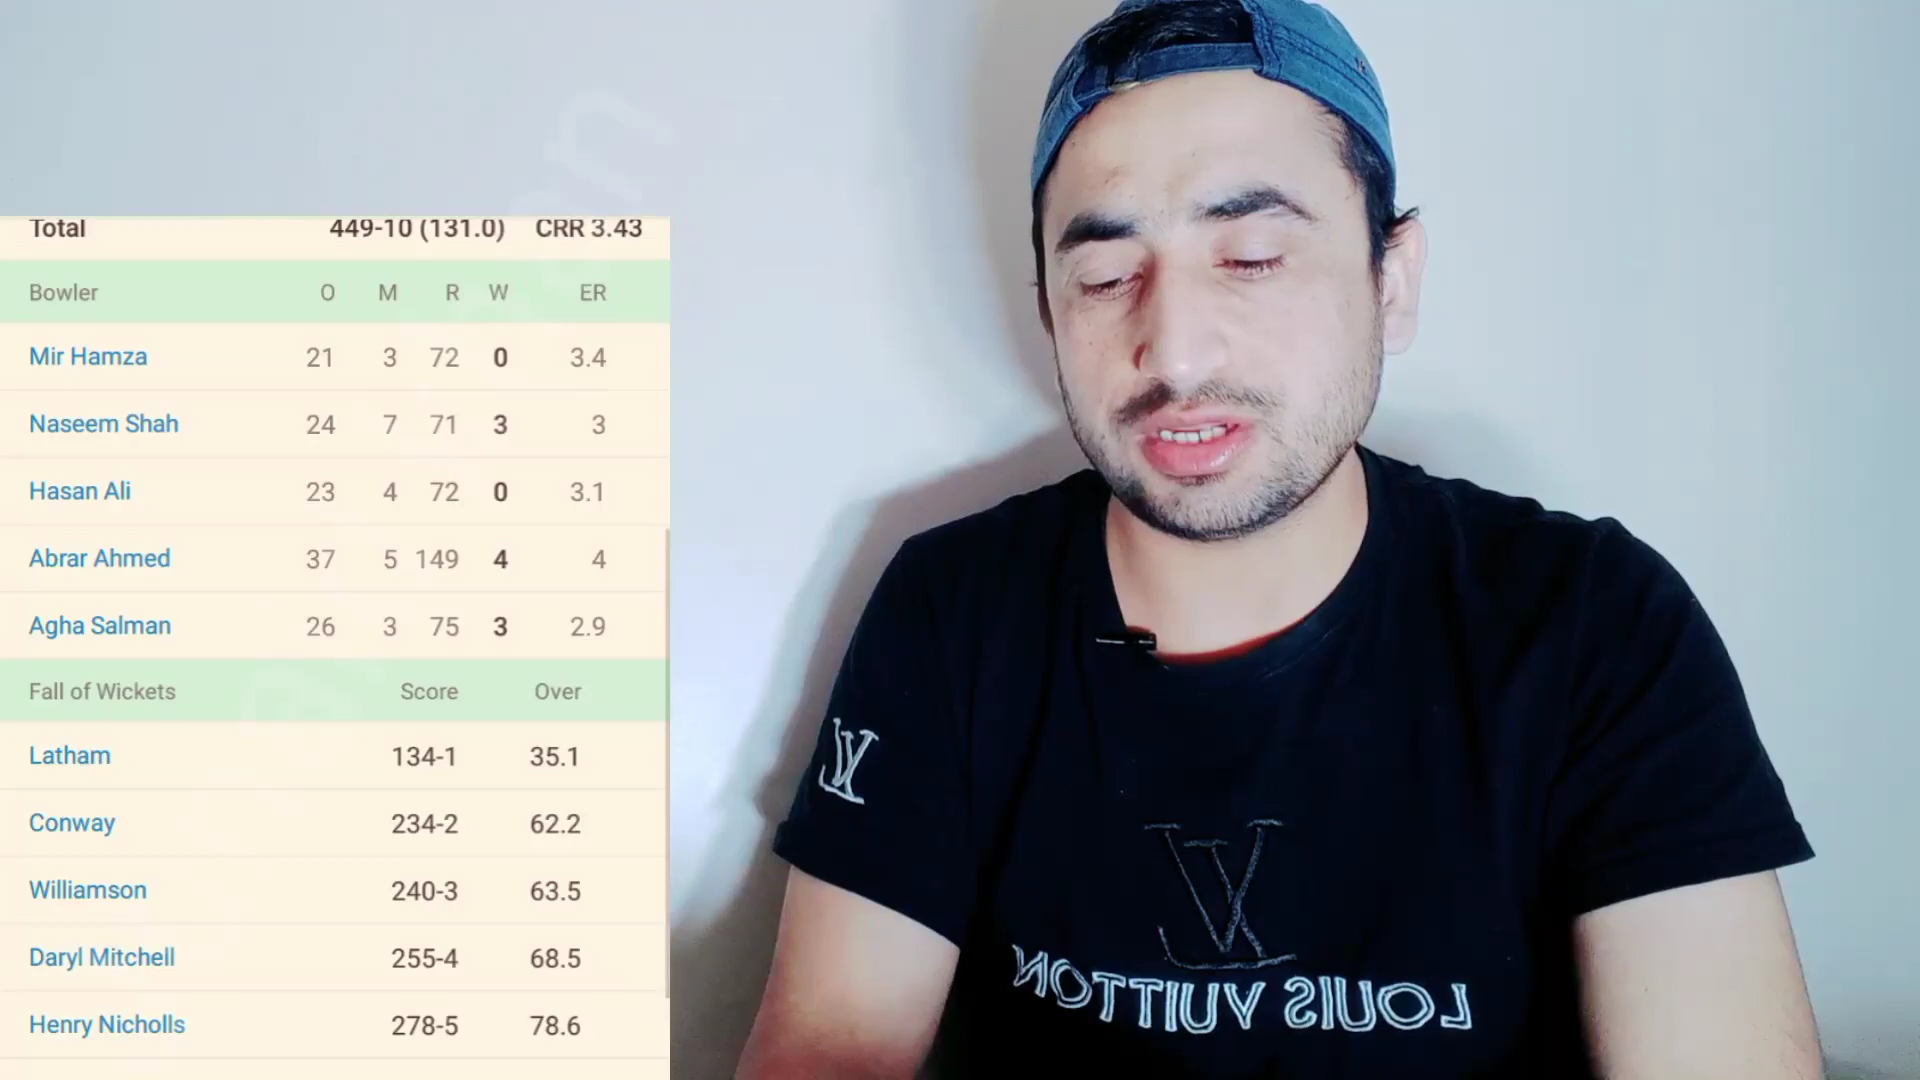 Total 449-10 (131.0) CRR 3.43
Bowler O M R W ER
Mir Hamza 21 3 72 0 3.4
Naseem Shah 24 7 71 3 3
Hasan Ali 23 4 72 0 3.1
Abrar Ahmed 37 5 149 4 4
Agha Salman 26 3 75 3 2.9
Fall of Wickets Score Over
Latham 134-1 35.1
Conway 234-2 62.2
Williamson 240-3 63.5
Daryl Mitchell 255-4 68.5
Henry Nicholls 278-5 78.6
LV
LV
LOUIS VUITTON